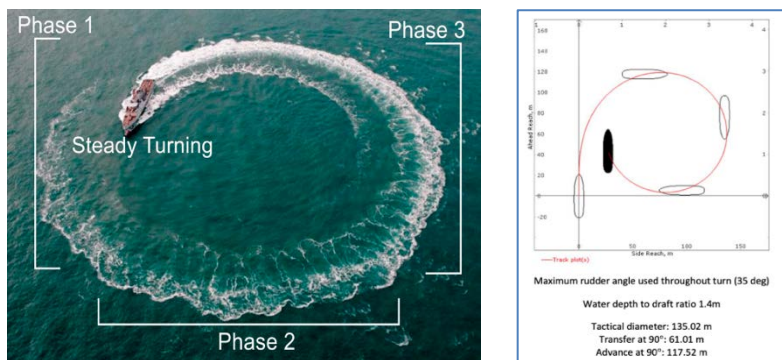 Phase 1
Phase 3
Steady Turning
Phase 2
0 1 2 3 4
160
140
120
100
80
60
40
20
0
-20
4
3
2
1
0
Ahead Reach, m
0 50 100 150
Side Reach, m
Track plot(s)
Maximum rudder angle used throughout turn (35 deg)
Water depth to draft ratio 1.4m
Tactical diameter: 135.02 m
Transfer at 90°: 61.01 m
Advance at 90°: 117.52 m